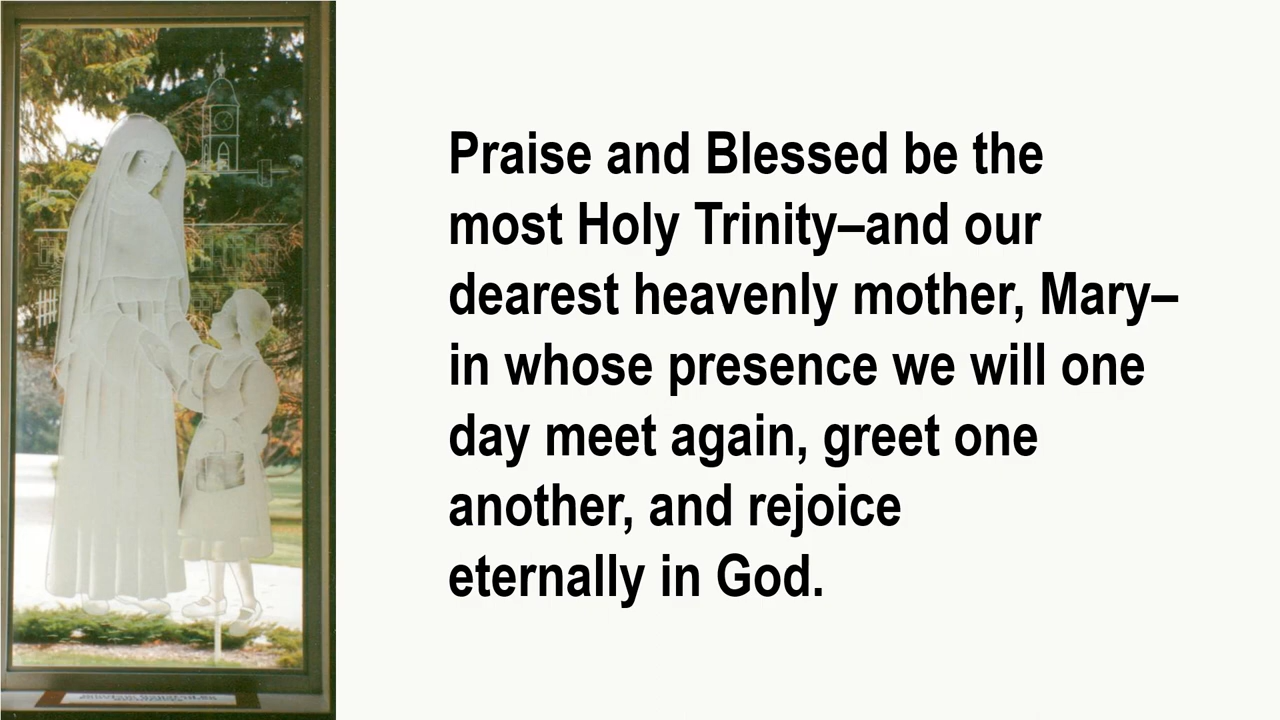 Praise and Blessed be the
most Holy Trinity–and our
dearest heavenly mother, Mary–
in whose presence we will one
day meet again, greet one
another, and rejoice
eternally in God.